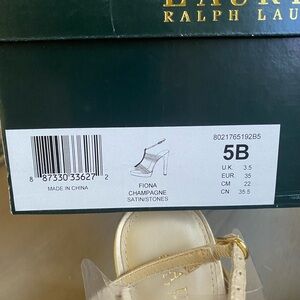 RALPH LAU
8021765192B5
5B
U.K. 3.5
EUR. 35
CM 22
CN 35.5
8 87330 33627 2
MADE IN CHINA
FIONA
CHAMPAGNE
SATIN/STONES